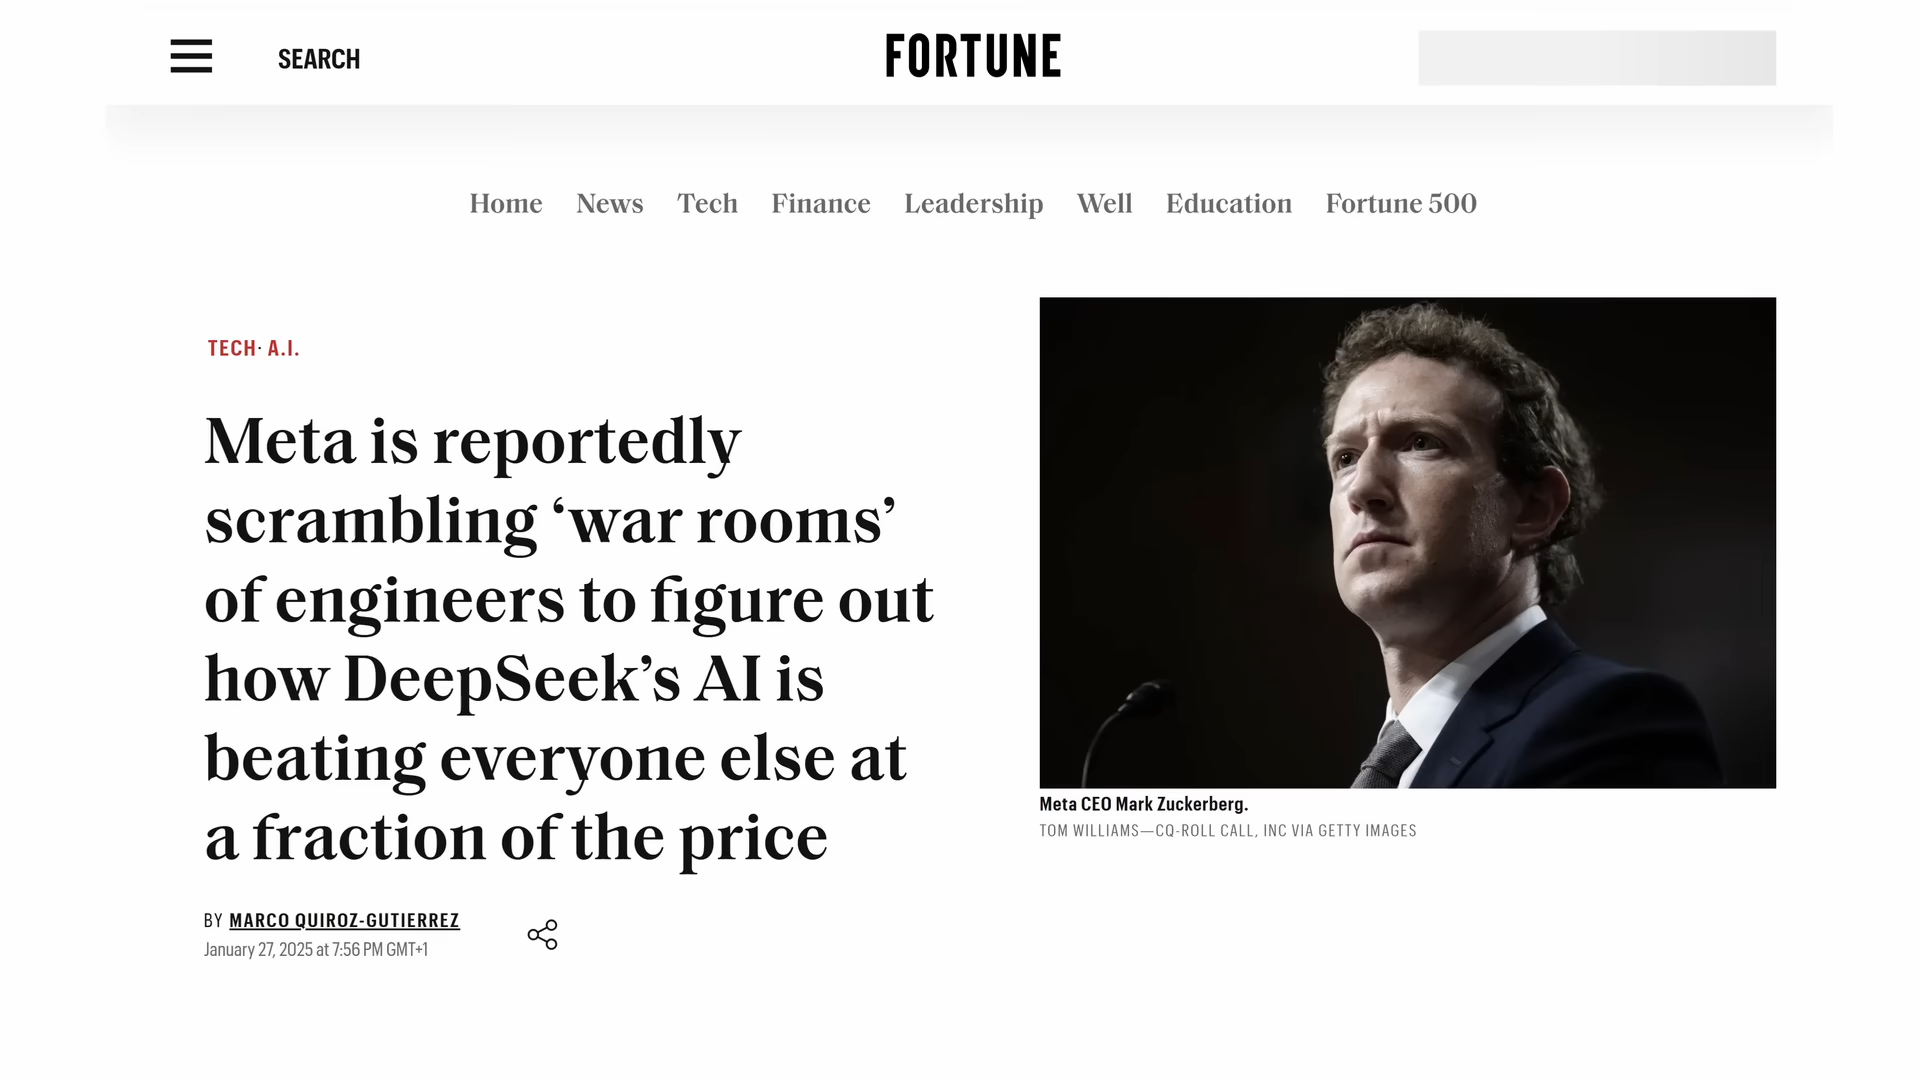 SEARCH
FORTUNE
Home News Tech Finance Leadership Well Education Fortune 500
TECH· A.I.
Meta is reportedly
scrambling ‘war rooms’
of engineers to figure out
how DeepSeek’s AI is
beating everyone else at
a fraction of the price
BY MARCO QUIROZ-GUTIERREZ
January 27, 2025 at 7:56 PM GMT+1
Meta CEO Mark Zuckerberg.
TOM WILLIAMS—CQ-ROLL CALL, INC VIA GETTY IMAGES